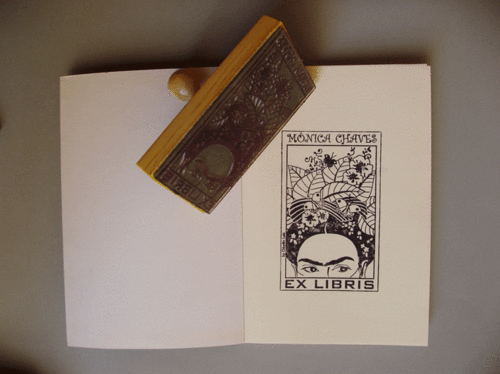 MÓNICA CHAVES
EX LIBRIS